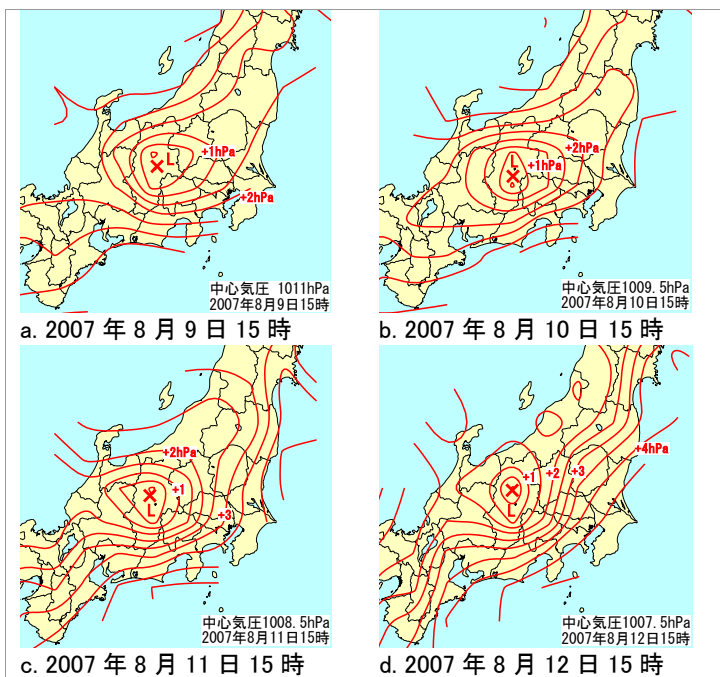 L
+1hPa
+2hPa
中心気圧 1011hPa
2007年8月9日15時
a. 2007 年 8 月 9 日 15 時
+2hPa
L
+1hPa
中心気圧1009.5hPa
2007年8月10日15時
b. 2007 年 8 月 10 日 15 時
+2hPa
+1
L
+3
中心気圧1008.5hPa
2007年8月11日15時
c. 2007 年 8 月 11 日 15 時
+4hPa
+1
+2
+3
L
中心気圧1007.5hPa
2007年8月12日15時
d. 2007 年 8 月 12 日 15 時